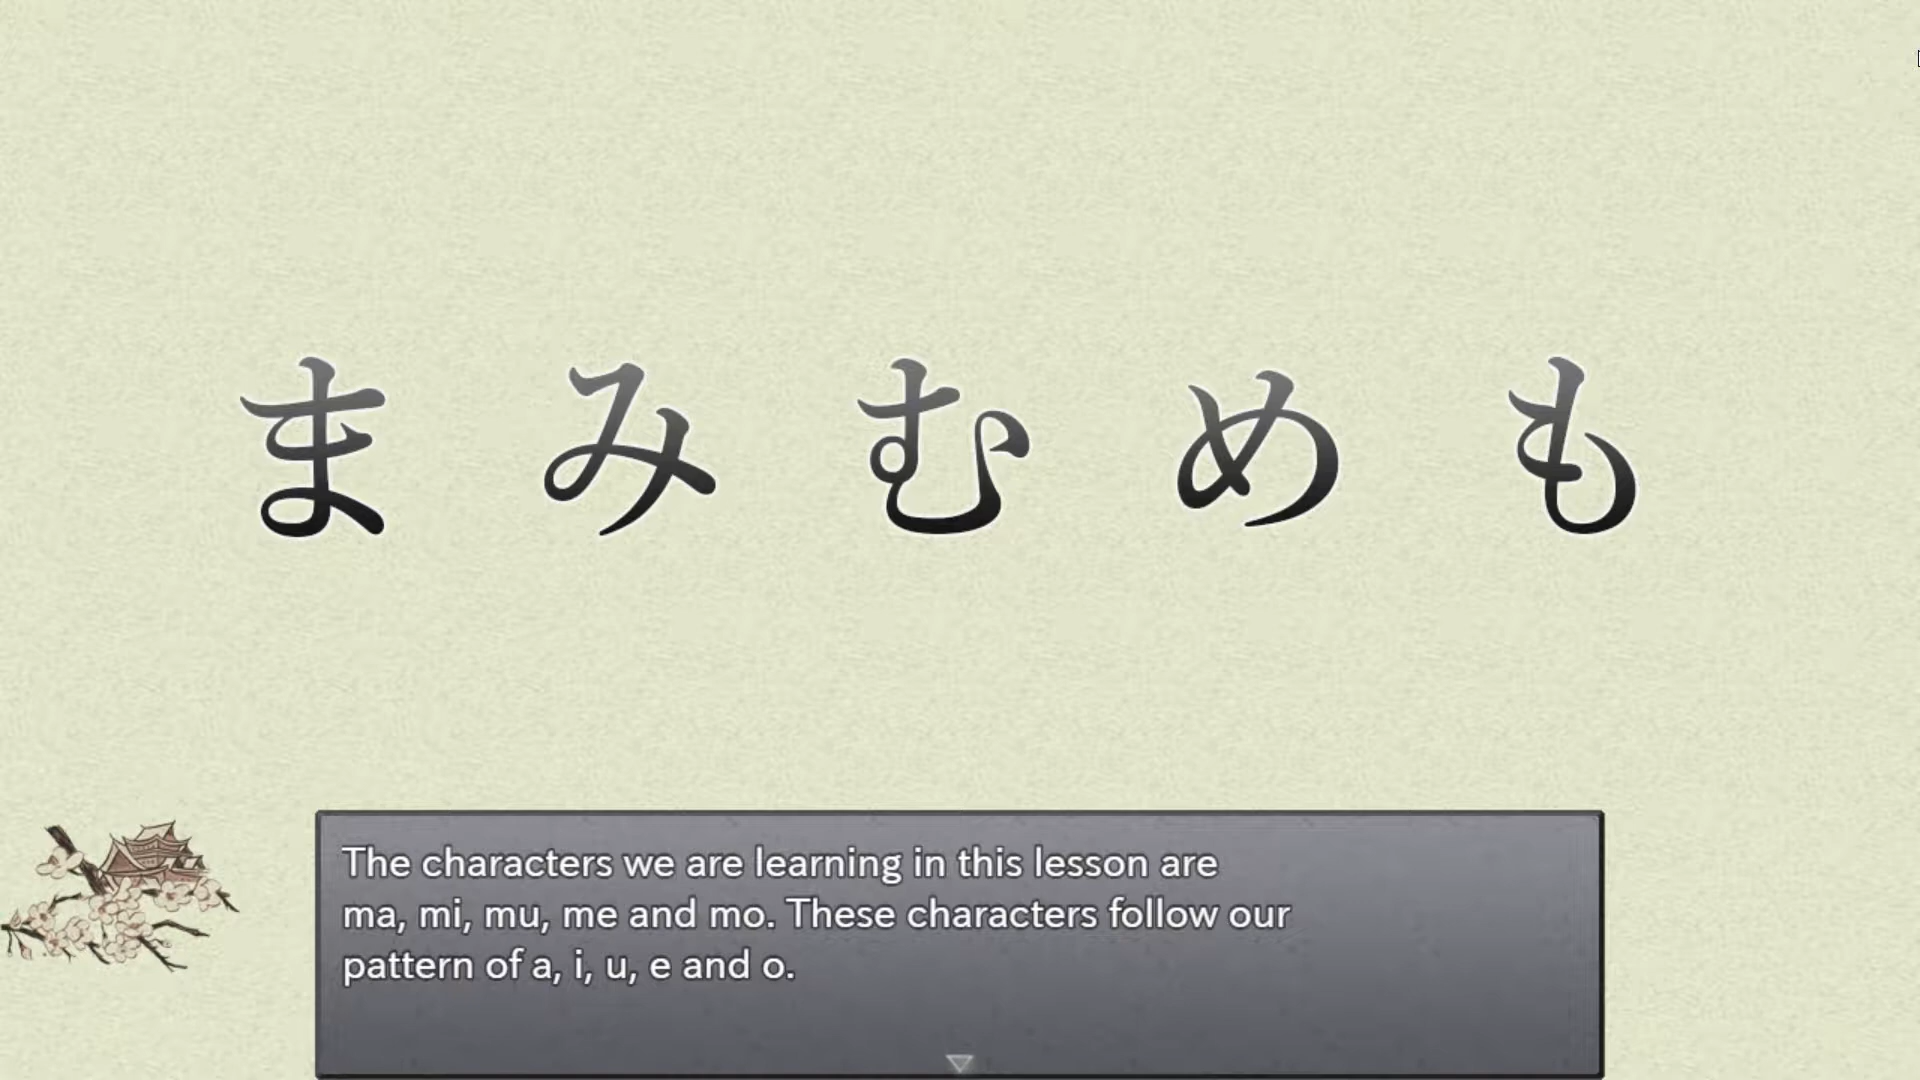 ま み む め も
The characters we are learning in this lesson are
ma, mi, mu, me and mo. These characters follow our
pattern of a, i, u, e and o.